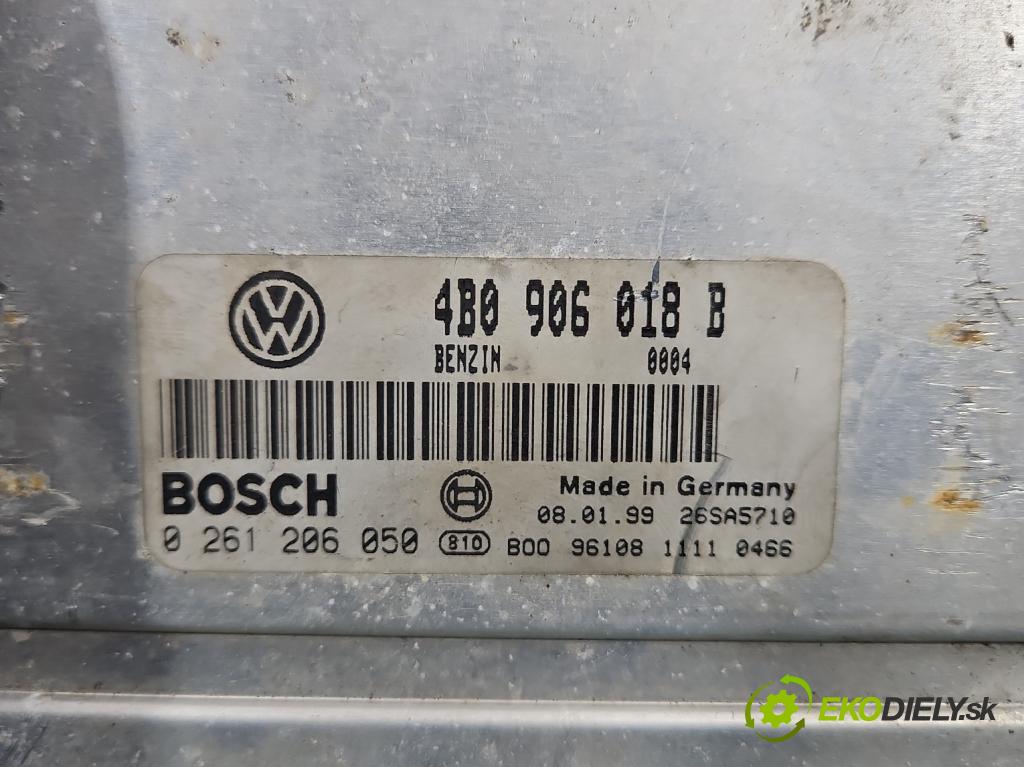 4B0 906 018 B
BENZIN 0004
BOSCH Made in Germany
08.01.99 26SA5710
0 261 206 050 810 B00 96108 1111 0466
EKODIELY.sk